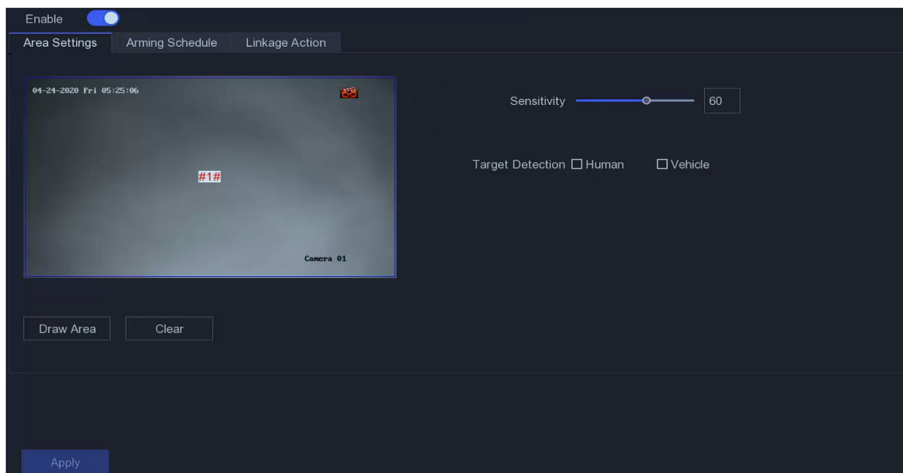 Enable
Area Settings Arming Schedule Linkage Action
04-24-2020 Fri 05:25:06
Sensitivity 60
Target Detection Human Vehicle
#1#
Camera 01
Draw Area Clear
Apply